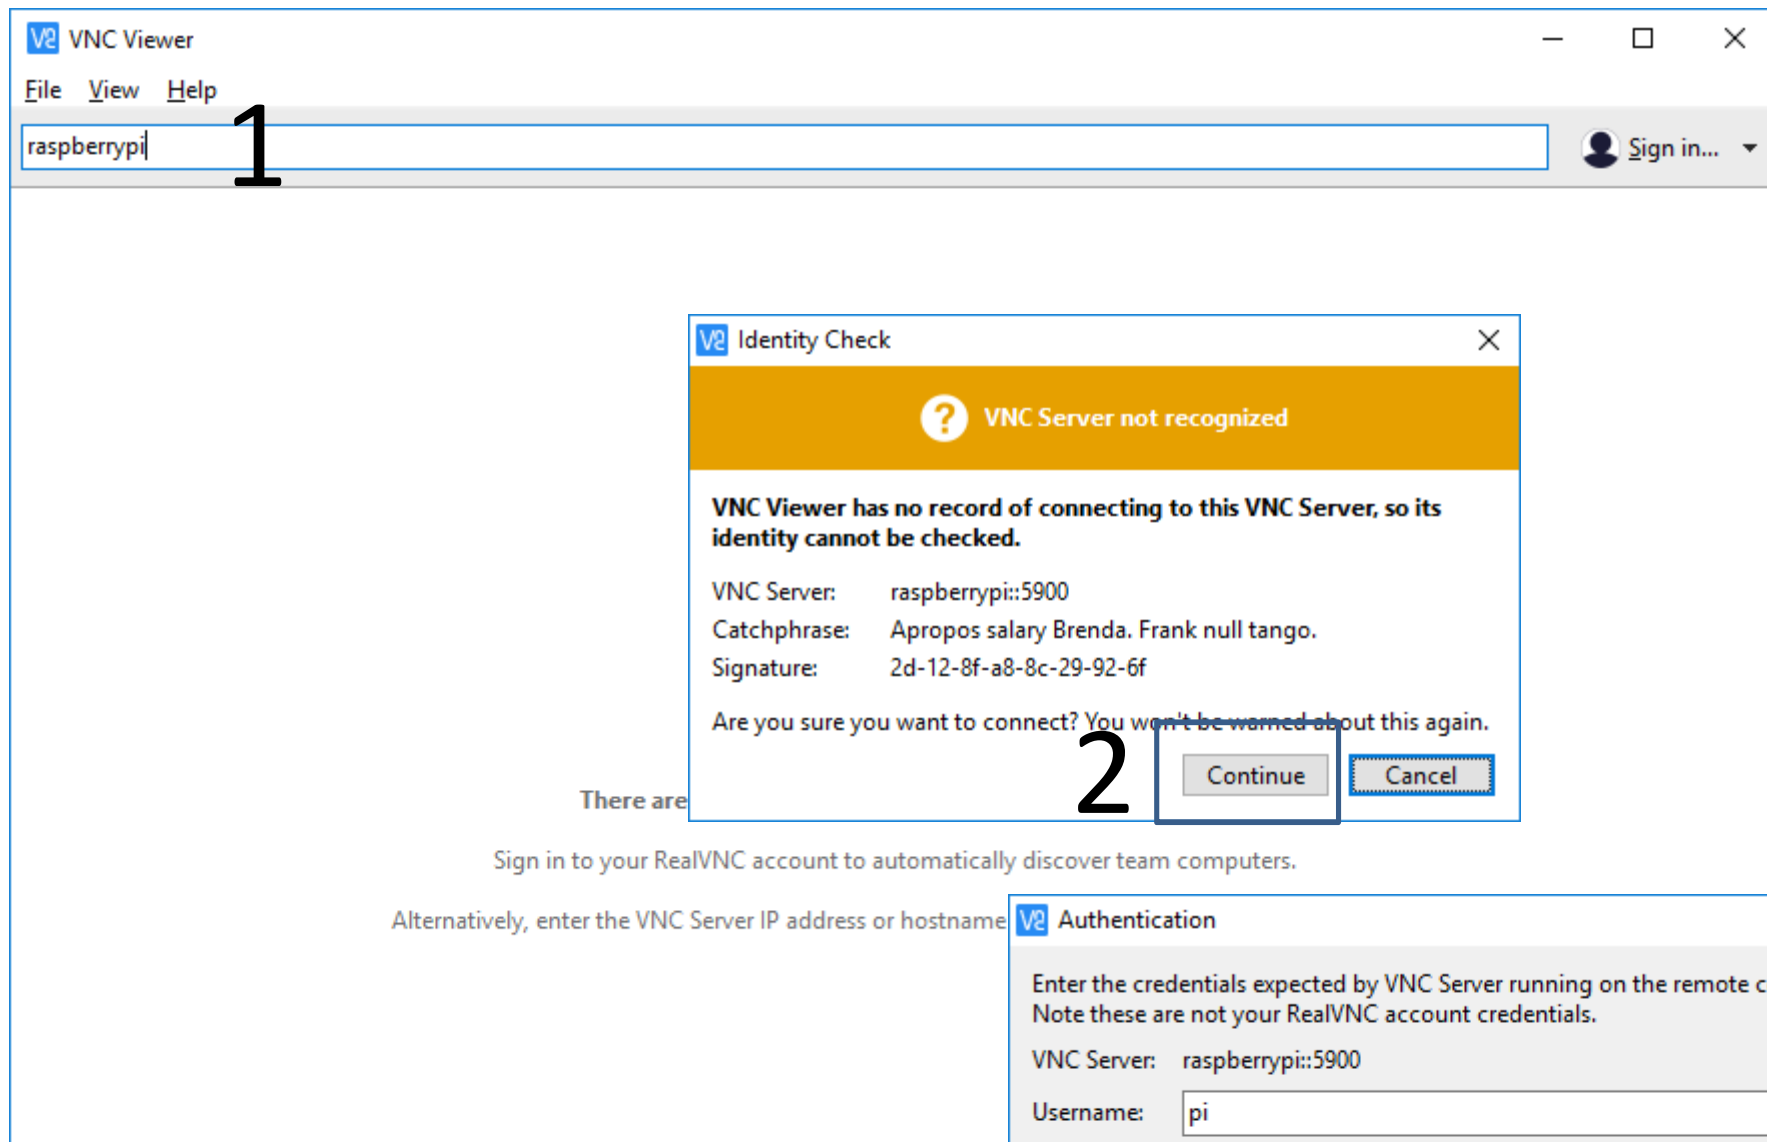 VNC Viewer
File View Help
1
raspberrypi
Sign in...
Identity Check
VNC Server not recognized
VNC Viewer has no record of connecting to this VNC Server, so its
identity cannot be checked.
VNC Server: raspberrypi::5900
Catchphrase: Apropos salary Brenda. Frank null tango.
Signature: 2d-12-8f-a8-8c-29-92-6f
Are you sure you want to connect? You won't be warned about this again.
2
Continue Cancel
There are
Sign in to your RealVNC account to automatically discover team computers.
Alternatively, enter the VNC Server IP address or hostname
Authentication
Enter the credentials expected by VNC Server running on the remote c
Note these are not your RealVNC account credentials.
VNC Server: raspberrypi::5900
Username: pi